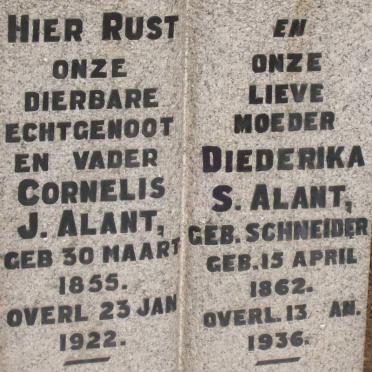 HIER RUST
ONZE
DIERBARE
ECHTGENOOT
EN VADER
CORNELIS
J. ALANT,
GEB 30 MAART
1855.
OVERL 23 JAN
1922.
EN
ONZE
LIEVE
MOEDER
DIEDERIKA
S. ALANT,
GEB. SCHNEIDER
GEB. 15 APRIL
1862.
OVERL. 13 AN.
1936.